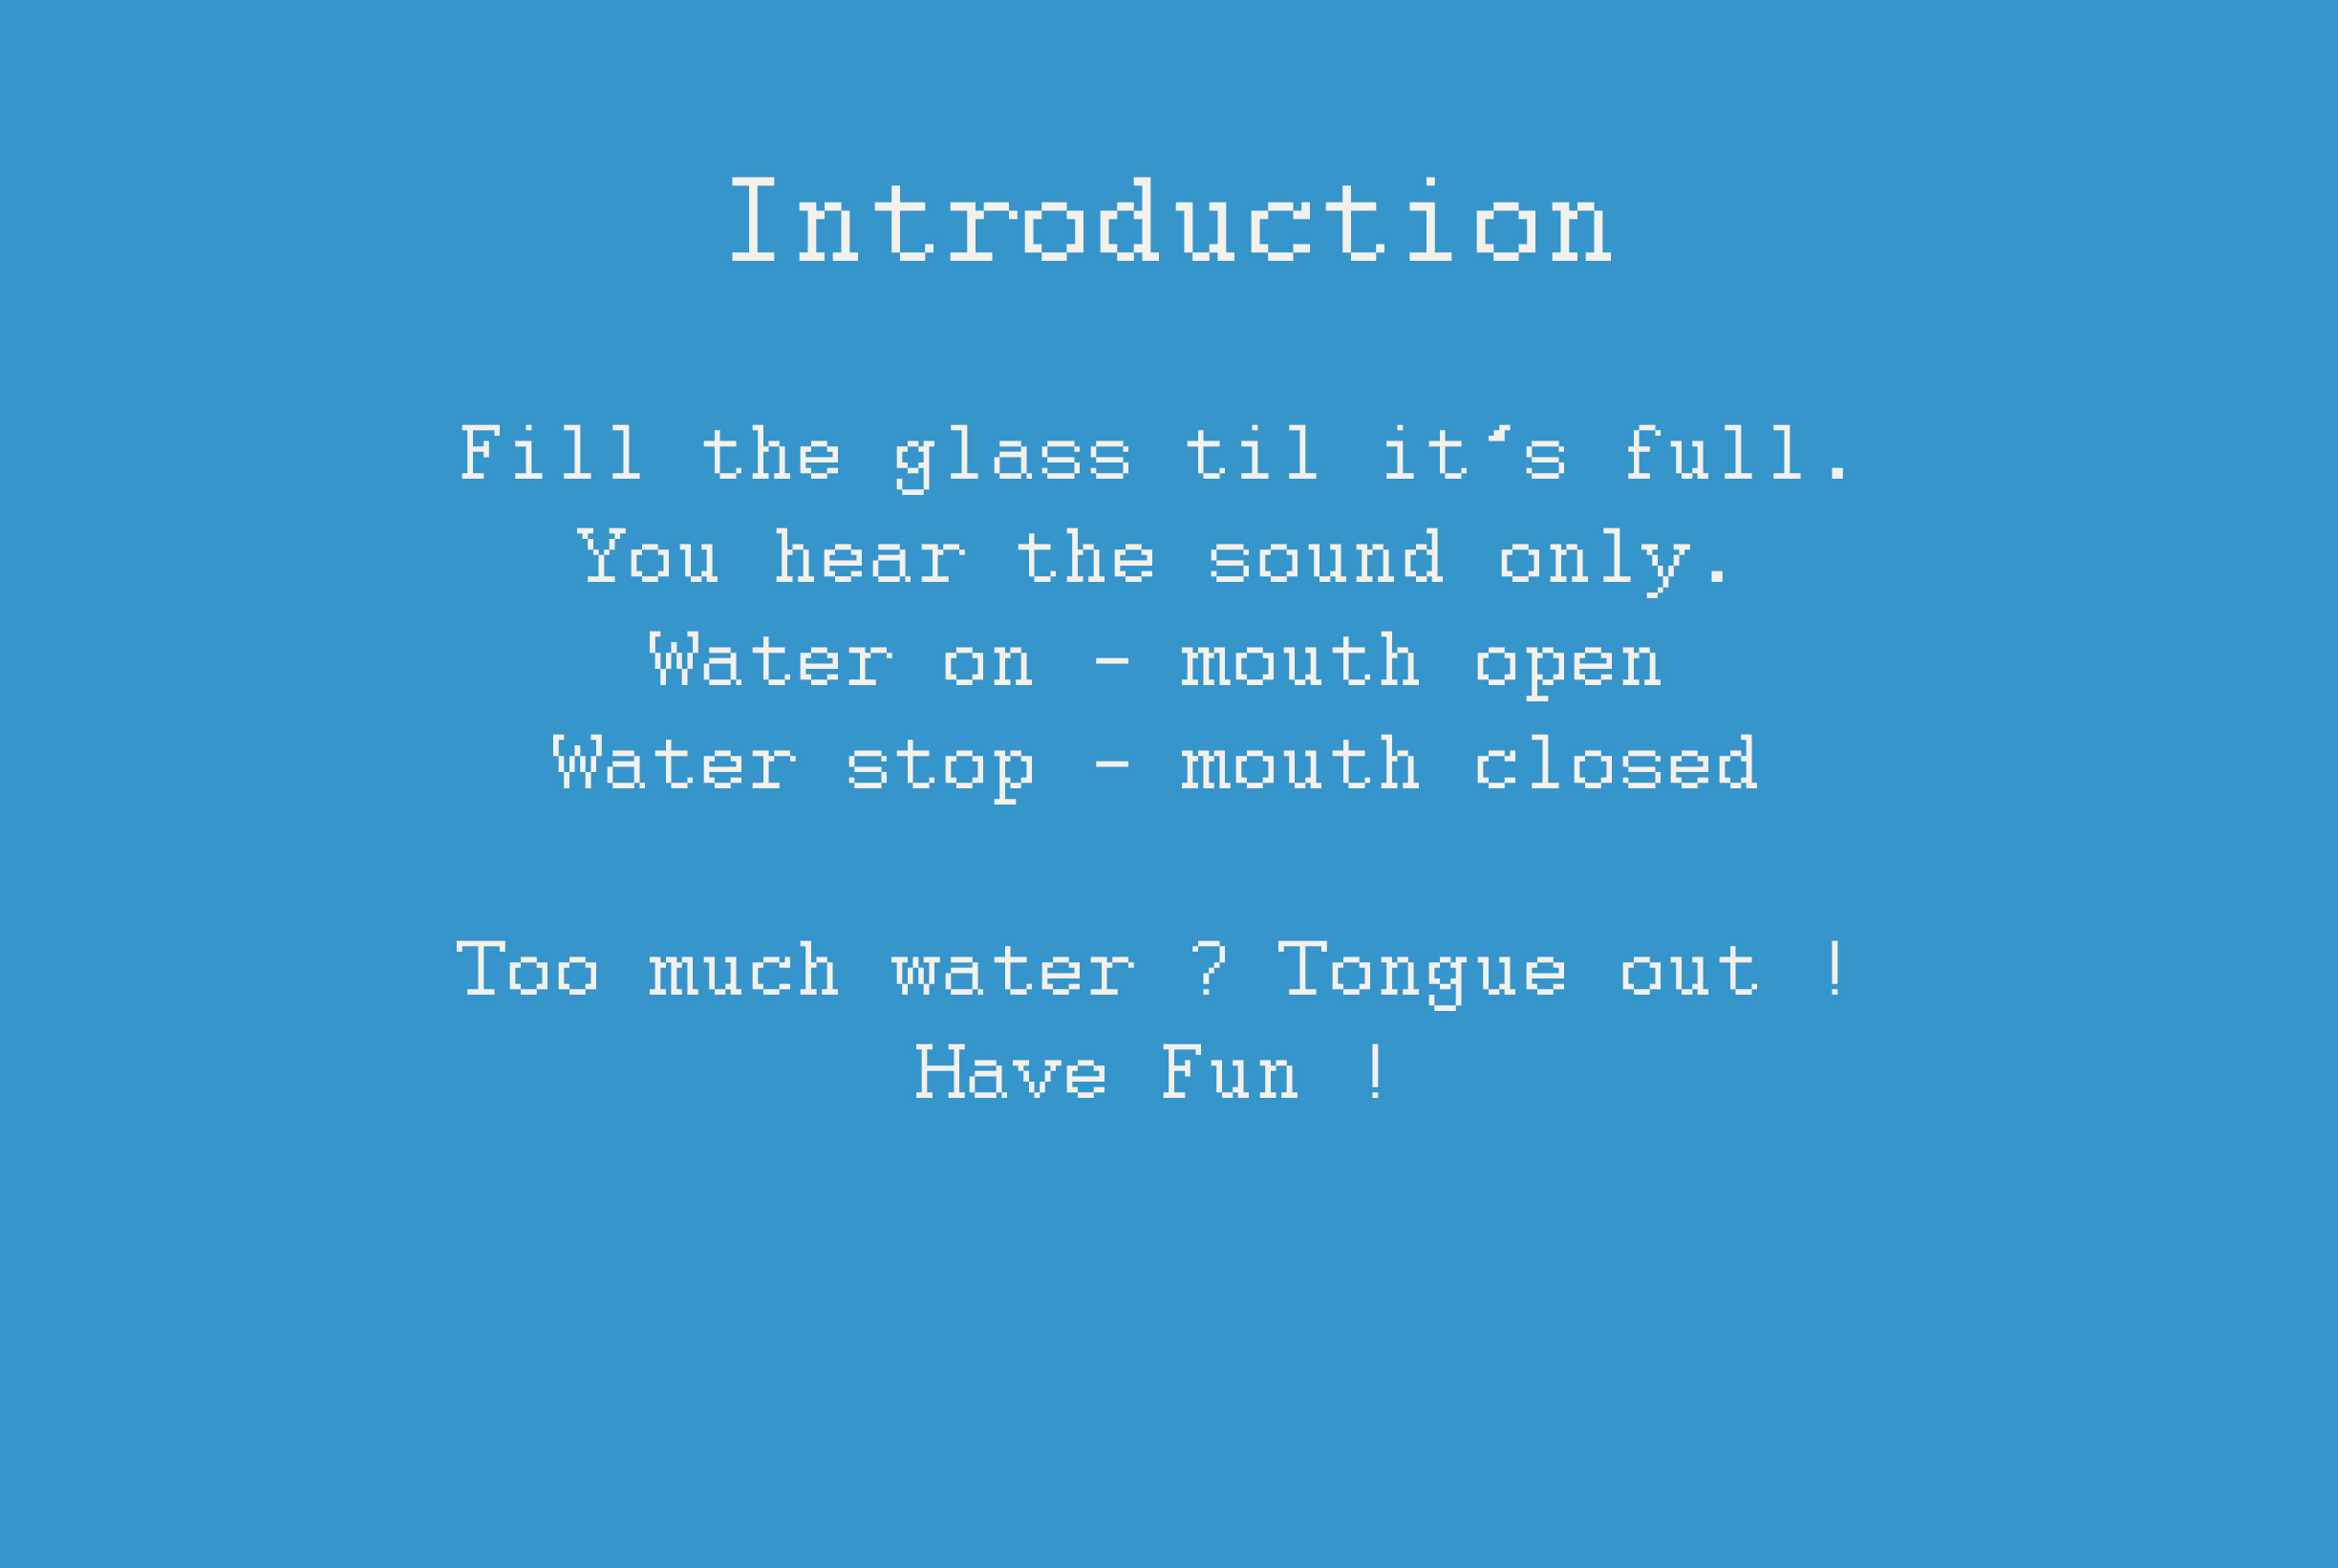 Introduction
Fill the glass til it´s full.
You hear the sound only.
Water on - mouth open
Water stop - mouth closed
Too much water ? Tongue out !
Have Fun !